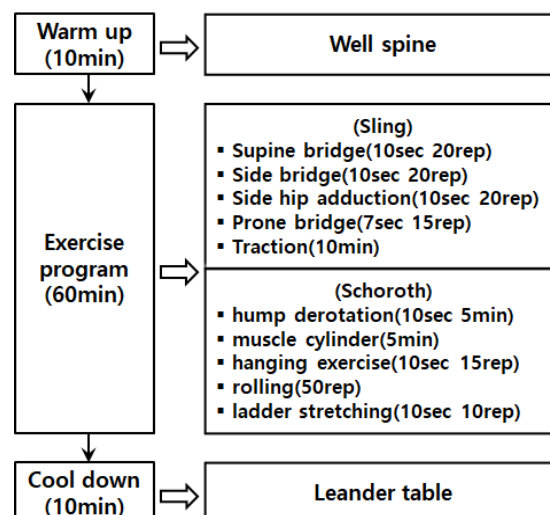 Warm up
(10min)
Well spine
Exercise
program
(60min)
(Sling)
▪ Supine bridge(10sec 20rep)
▪ Side bridge(10sec 20rep)
▪ Side hip adduction(10sec 20rep)
▪ Prone bridge(7sec 15rep)
▪ Traction(10min)
(Schoroth)
▪ hump derotation(10sec 5min)
▪ muscle cylinder(5min)
▪ hanging exercise(10sec 15rep)
▪ rolling(50rep)
▪ ladder stretching(10sec 10rep)
Cool down
(10min)
Leander table